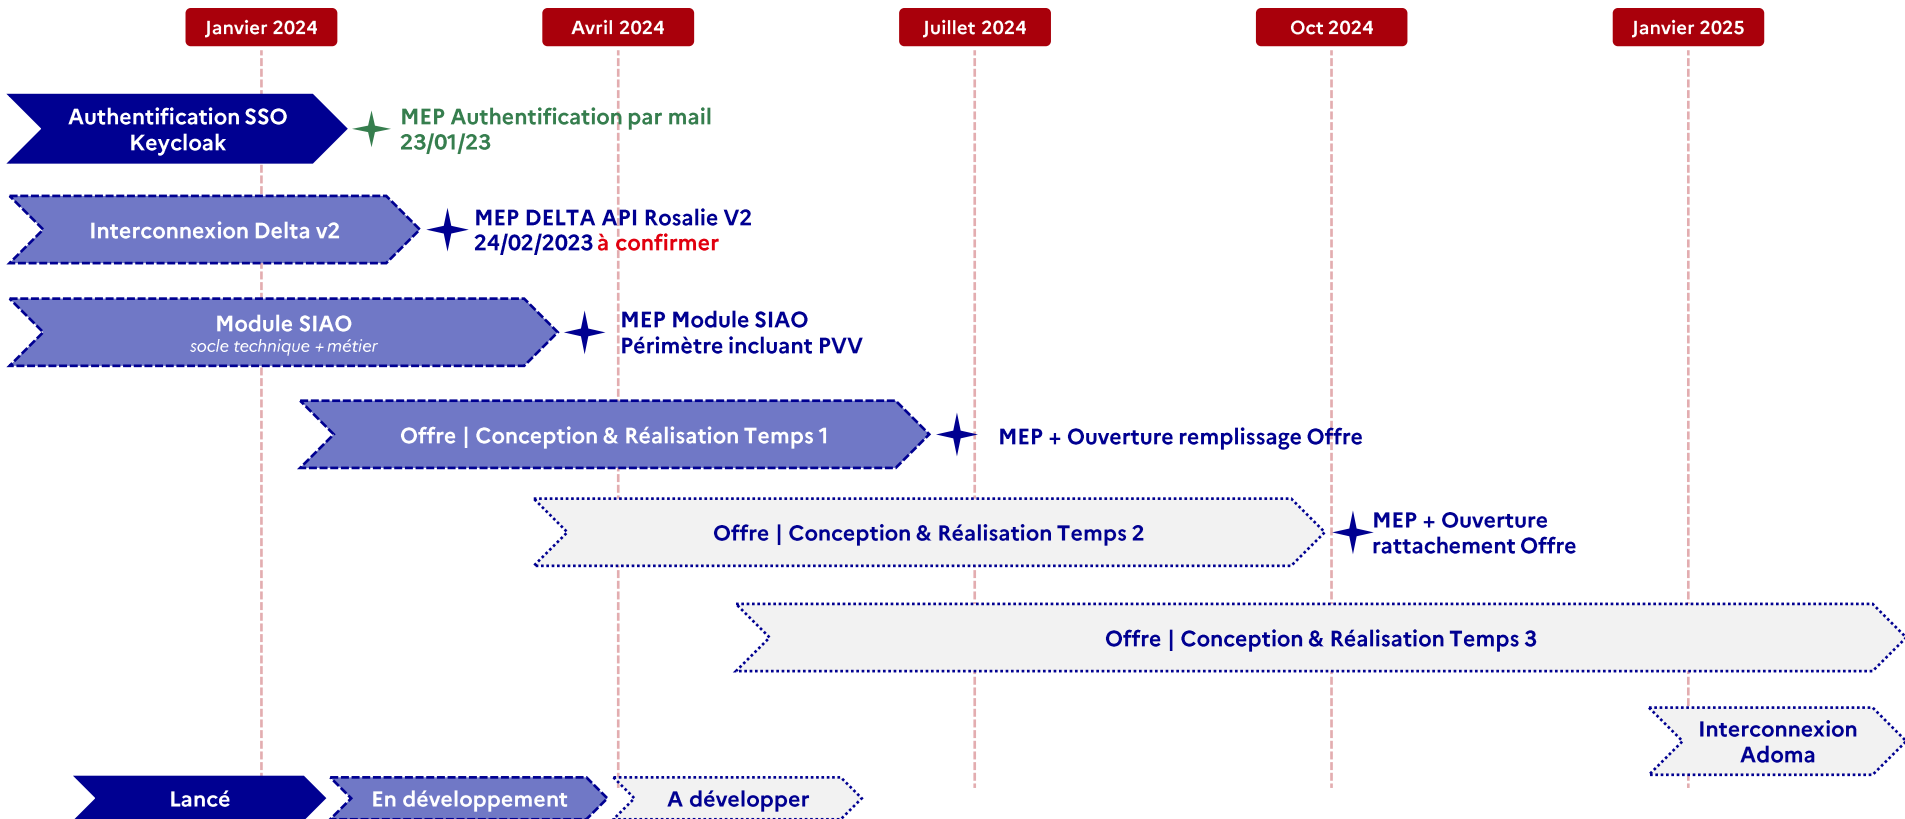 Janvier 2024
Avril 2024
Juillet 2024
Oct 2024
Janvier 2025
Authentification SSO
Keycloak
MEP Authentification par mail
23/01/23
Interconnexion Delta v2
MEP DELTA API Rosalie V2
24/02/2023 à confirmer
Module SIAO
socle technique + métier
MEP Module SIAO
Périmètre incluant PVV
Offre | Conception & Réalisation Temps 1
MEP + Ouverture remplissage Offre
Offre | Conception & Réalisation Temps 2
MEP + Ouverture
rattachement Offre
Offre | Conception & Réalisation Temps 3
Interconnexion
Adoma
Lancé
En développement
A développer